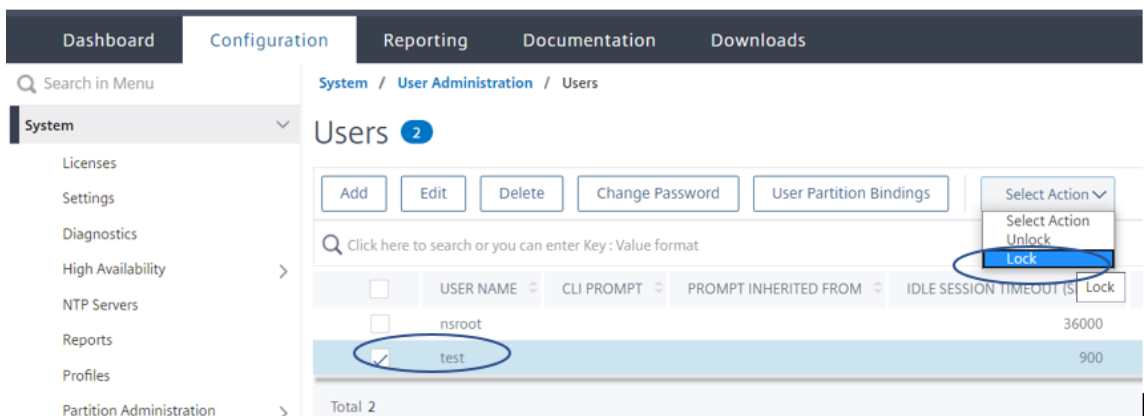 Dashboard Configuration Reporting Documentation Downloads
Search in Menu
System / User Administration / Users
System
Users 2
Licenses
Settings
Diagnostics
High Availability
NTP Servers
Reports
Profiles
Partition Administration
Add Edit Delete Change Password User Partition Bindings Select Action
Select Action
Unlock
Lock
Click here to search or you can enter Key : Value format
USER NAME CLI PROMPT PROMPT INHERITED FROM IDLE SESSION TIMEOUT (S Lock
nsroot 36000
test 900
Total 2